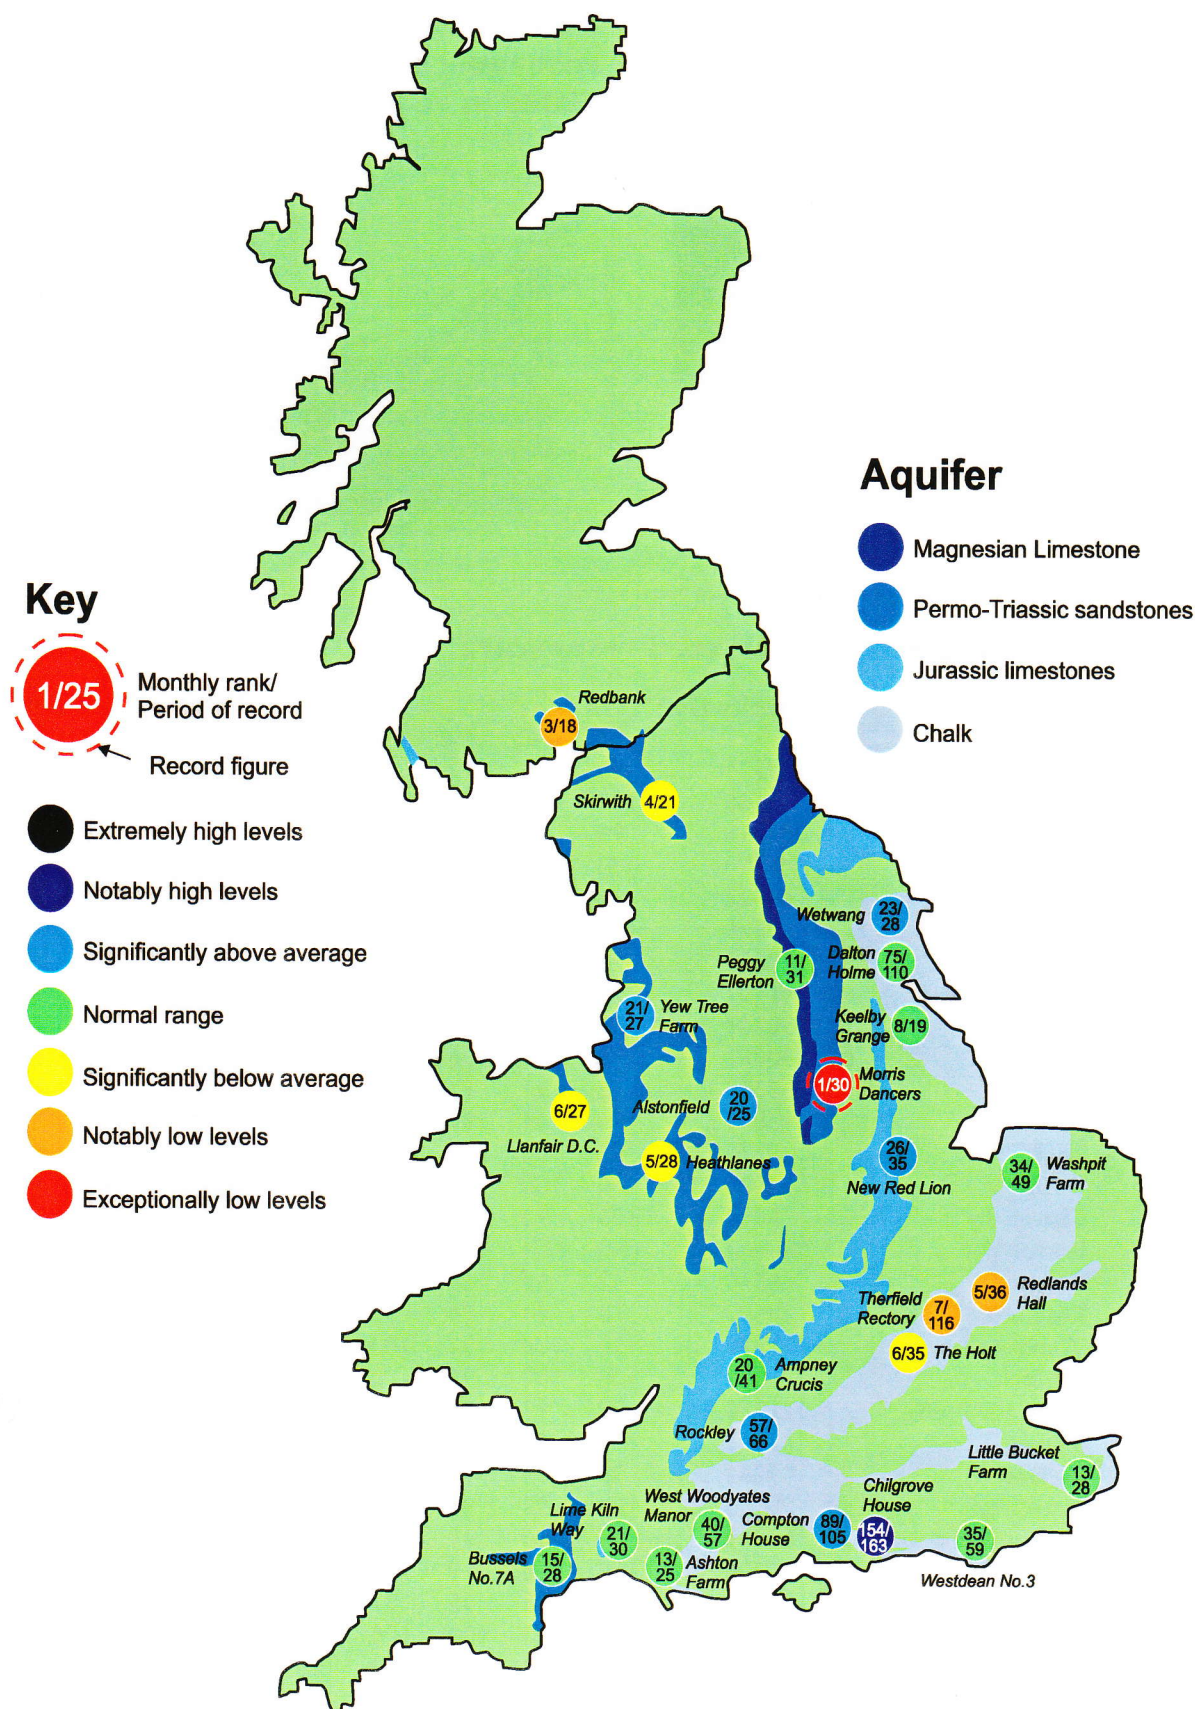 Aquifer
Magnesian Limestone
Permo-Triassic sandstones
Jurassic limestones
Chalk
Key
1/25
Monthly rank/
Period of record
Record figure
Extremely high levels
Notably high levels
Significantly above average
Normal range
Significantly below average
Notably low levels
Exceptionally low levels
Redbank
3/18
Skirwith
4/21
Wetwang
23/
28
Peggy
Ellerton
11/
31
Dalton
Holme
75/
110
Yew Tree
Farm
21/
27
Keelby
Grange
8/19
Morris
Dancers
1/30
Alstonfield
20
/25
6/27
Llanfair D.C.
5/28
Heathlanes
26/
35
New Red Lion
34/
49
Washpit
Farm
5/36
Redlands
Hall
Therfield
Rectory
7/
116
6/35
The Holt
20
/41
Ampney
Crucis
Rockley
57/
66
Little Bucket
Farm
13/
28
Chilgrove
House
154/
163
West Woodyates
Manor
40/
57
Compton
House
89/
105
Lime Kiln
Way
21/
30
35/
59
Westdean No.3
Bussels
No.7A
15/
28
13/
25
Ashton
Farm